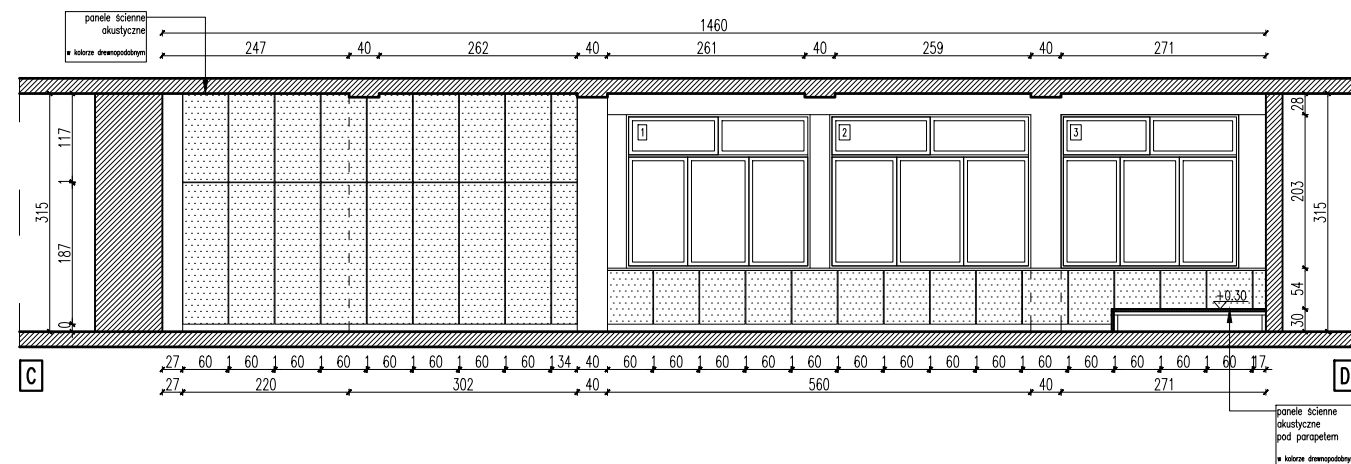 panele ścienne
akustyczne
w kolorze drewnopodobnym
1460
247 40 262 40 261 40 259 40 271
117
1
187
0
315
1
2
3
28
203
54
30
315
+0.30
27 60 1 60 1 60 1 60 1 60 1 60 1 60 1 60 1 34 40 60 1 60 1 60 1 60 1 60 1 60 1 60 1 60 1 60 1 60 1 60 1 60 1 60 1 60 1 17
27 220 302 40 560 40 271
C
D
panele ścienne
akustyczne
pod parapetem
w kolorze drewnopodobny